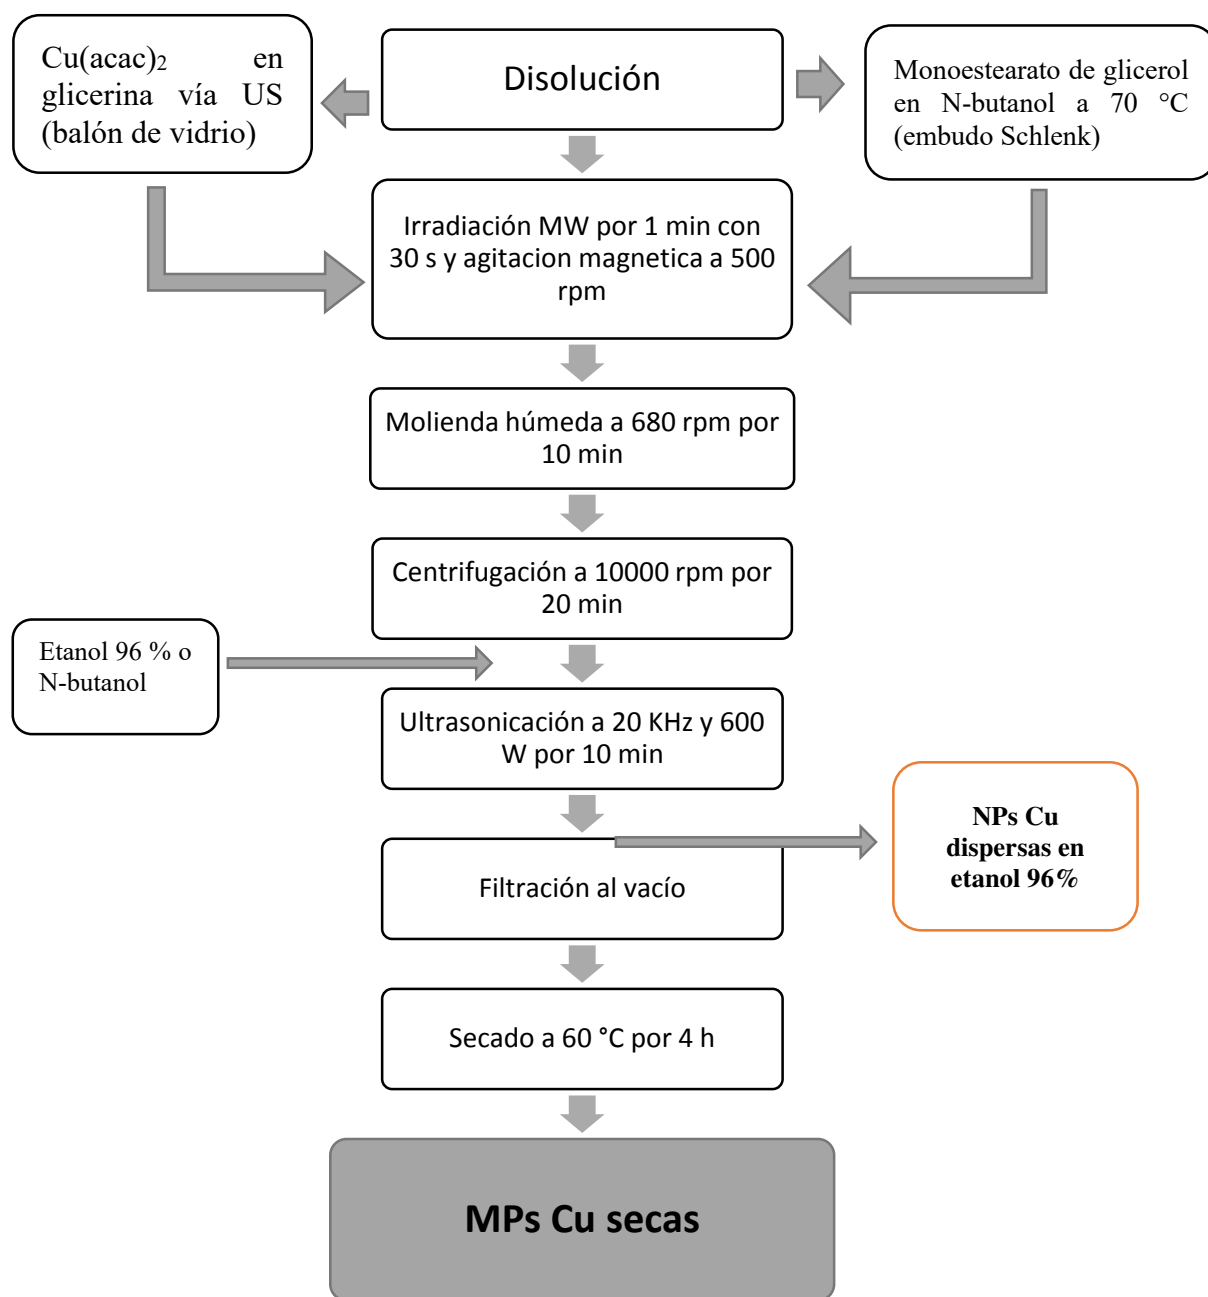 Cu(acac)2 en
glicerina vía US
(balón de vidrio)
Disolución
Monoestearato de glicerol
en N-butanol a 70 °C
(embudo Schlenk)
Irradiación MW por 1 min con
30 s y agitacion magnetica a 500
rpm
Molienda húmeda a 680 rpm por
10 min
Centrifugación a 10000 rpm por
20 min
Etanol 96 % o
N-butanol
Ultrasonicación a 20 KHz y 600
W por 10 min
NPs Cu
dispersas en
etanol 96%
Filtración al vacío
Secado a 60 °C por 4 h
MPs Cu secas